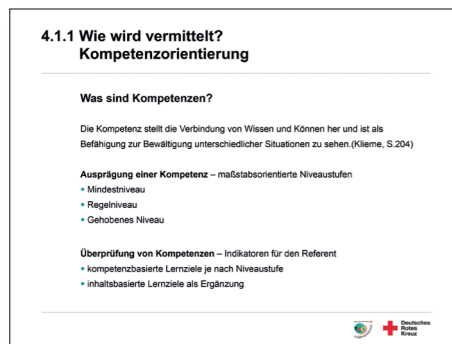 4.1.1 Wie wird vermittelt?
Kompetenzorientierung
Was sind Kompetenzen?
Die Kompetenz stellt die Verbindung von Wissen und Können her und ist als
Befähigung zur Bewältigung unterschiedlicher Situationen zu sehen.(Klieme, S.204)
Ausprägung einer Kompetenz – maßstabsorientierte Niveaustufen
• Mindestniveau
• Regelniveau
• Gehobenes Niveau
Überprüfung von Kompetenzen – Indikatoren für den Referent
• kompetenzbasierte Lernziele je nach Niveaustufe
• inhaltsbasierte Lernziele als Ergänzung
Deutsches
Rotes
Kreuz